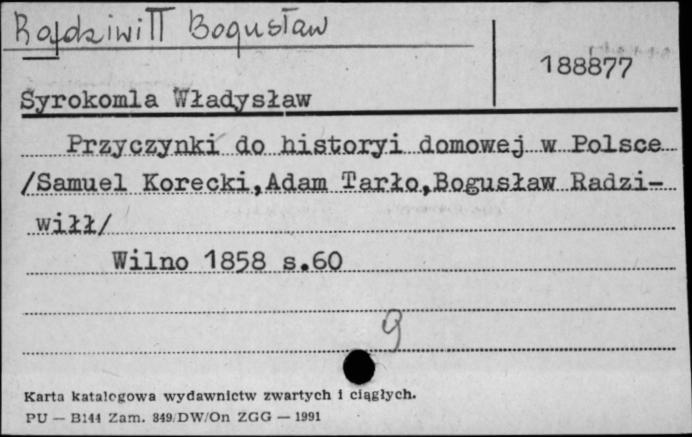 Radziwiłł Bogusław
188877
Syrokomla Władysław
Przyczynki do historyi domowej w Polsce
/Samuel Korecki,Adam Tarło,Bogusław Radzi-
wiłł/
Wilno 1858 s.60
9
Karta katalogowa wydawnictw zwartych i ciągłych.
PU — B144 Zam. 849/DW/On ZGG — 1991